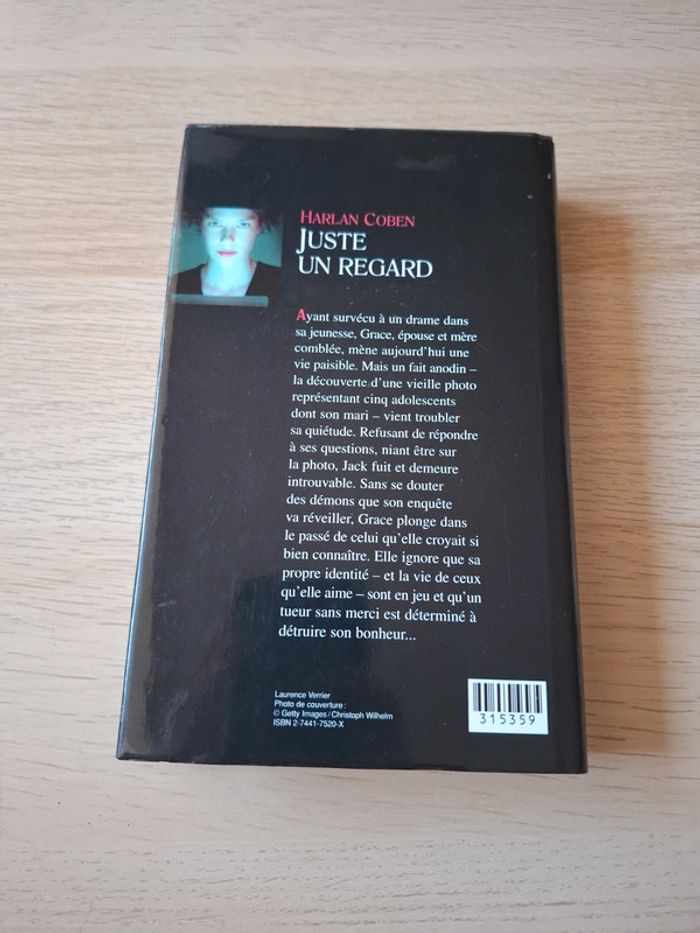 HARLAN COBEN
JUSTE
UN REGARD
Ayant survécu à un drame dans
sa jeunesse, Grace, épouse et mère
comblée, mène aujourd'hui une
vie paisible. Mais un fait anodin –
la découverte d'une vieille photo
représentant cinq adolescents
dont son mari – vient troubler
sa quiétude. Refusant de répondre
à ses questions, niant être sur
la photo, Jack fuit et demeure
introuvable. Sans se douter
des démons que son enquête
va réveiller, Grace plonge dans
le passé de celui qu'elle croyait si
bien connaître. Elle ignore que sa
propre identité – et la vie de ceux
qu'elle aime – sont en jeu et qu'un
tueur sans merci est déterminé à
détruire son bonheur...
Laurence Verrier
Photo de couverture :
© Getty Images / Christoph Wilhelm
ISBN 2-7441-7520-X
315359